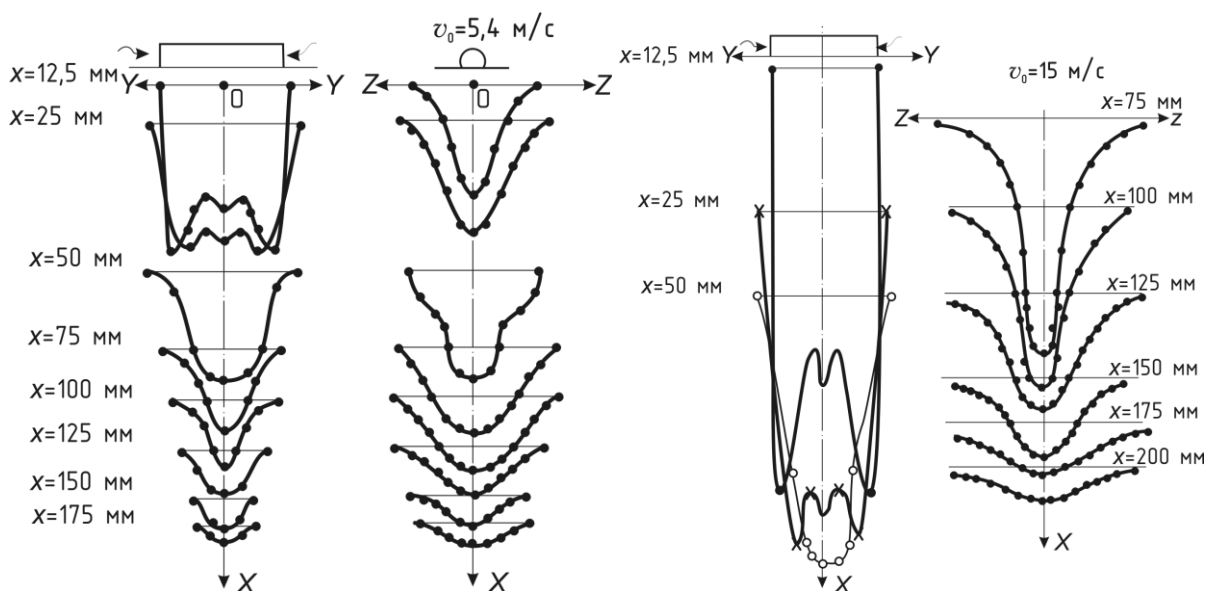 v₀=5,4 м/с
x=12,5 мм
Y
Y
0
Z
Z
0
x=25 мм
x=50 мм
x=75 мм
x=100 мм
x=125 мм
x=150 мм
x=175 мм
X
X
x=12,5 мм
Y
Y
x=25 мм
x=50 мм
X
v₀=15 м/с
x=75 мм
Z
z
x=100 мм
x=125 мм
x=150 мм
x=175 мм
x=200 мм
X